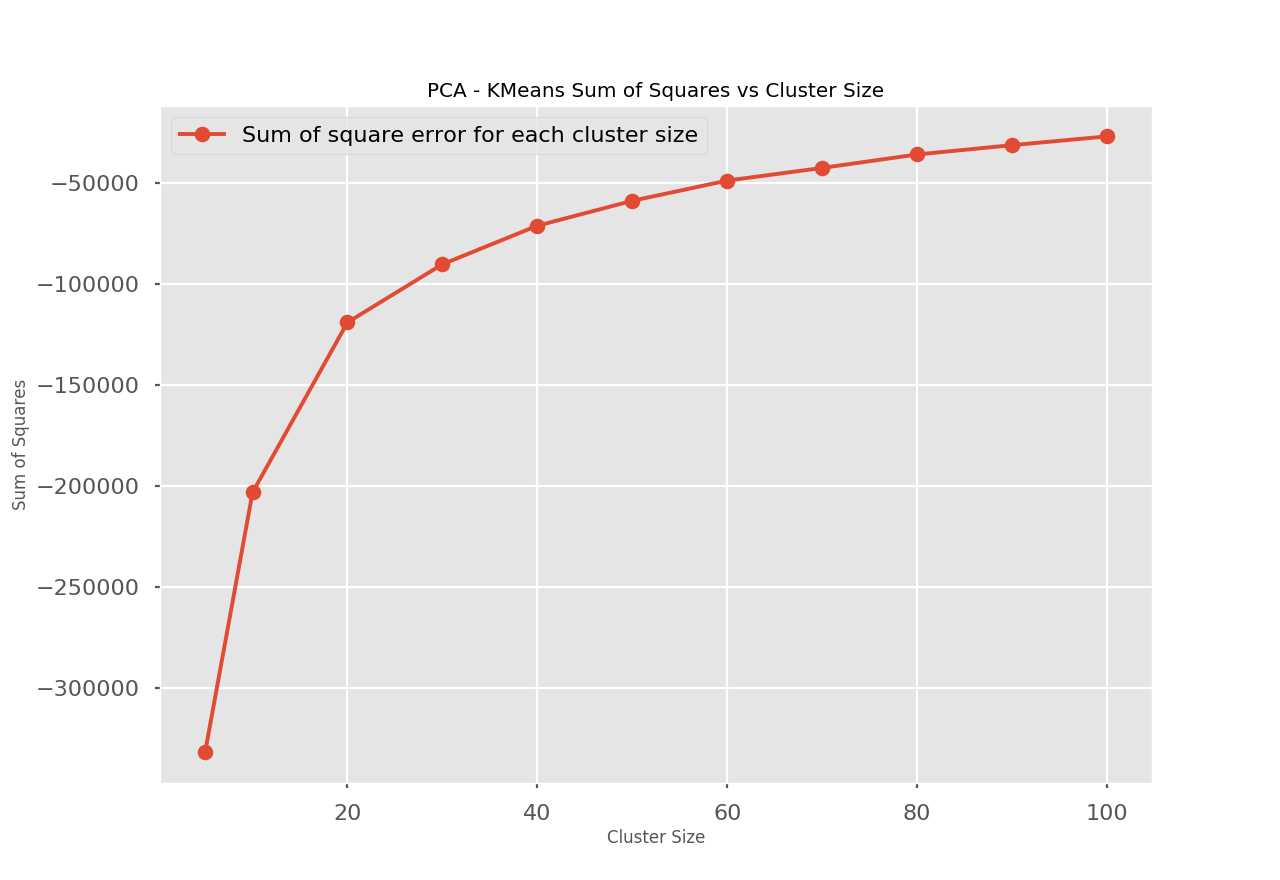 PCA - KMeans Sum of Squares vs Cluster Size
Sum of square error for each cluster size
−50000
−100000
−150000
−200000
−250000
−300000
Sum of Squares
20 40 60 80 100
Cluster Size